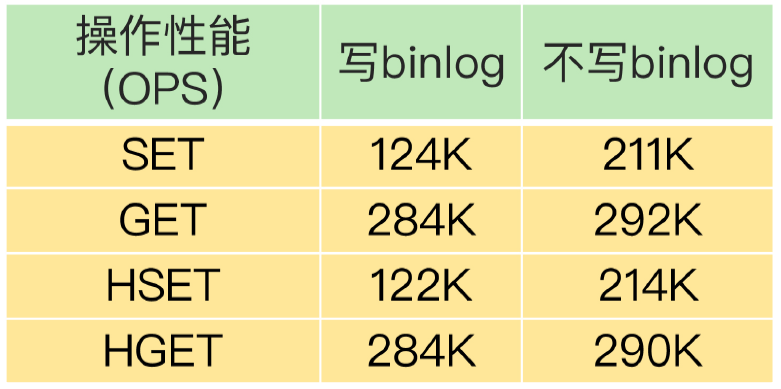 操作性能 写binlog 不写binlog
(OPS)
SET 124K 211K
GET 284K 292K
HSET 122K 214K
HGET 284K 290K